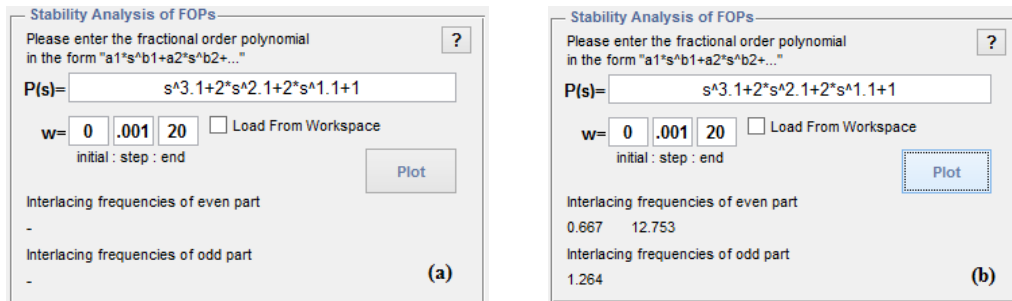 Stability Analysis of FOPs
Please enter the fractional order polynomial
in the form "a1*s^b1+a2*s^b2+..."
?
P(s)= s^3.1+2*s^2.1+2*s^1.1+1
w= 0 .001 20 Load From Workspace
initial : step : end
Plot
Interlacing frequencies of even part
-
Interlacing frequencies of odd part
-
(a)
Stability Analysis of FOPs
Please enter the fractional order polynomial
in the form "a1*s^b1+a2*s^b2+..."
?
P(s)= s^3.1+2*s^2.1+2*s^1.1+1
w= 0 .001 20 Load From Workspace
initial : step : end
Plot
Interlacing frequencies of even part
0.667 12.753
Interlacing frequencies of odd part
1.264
(b)